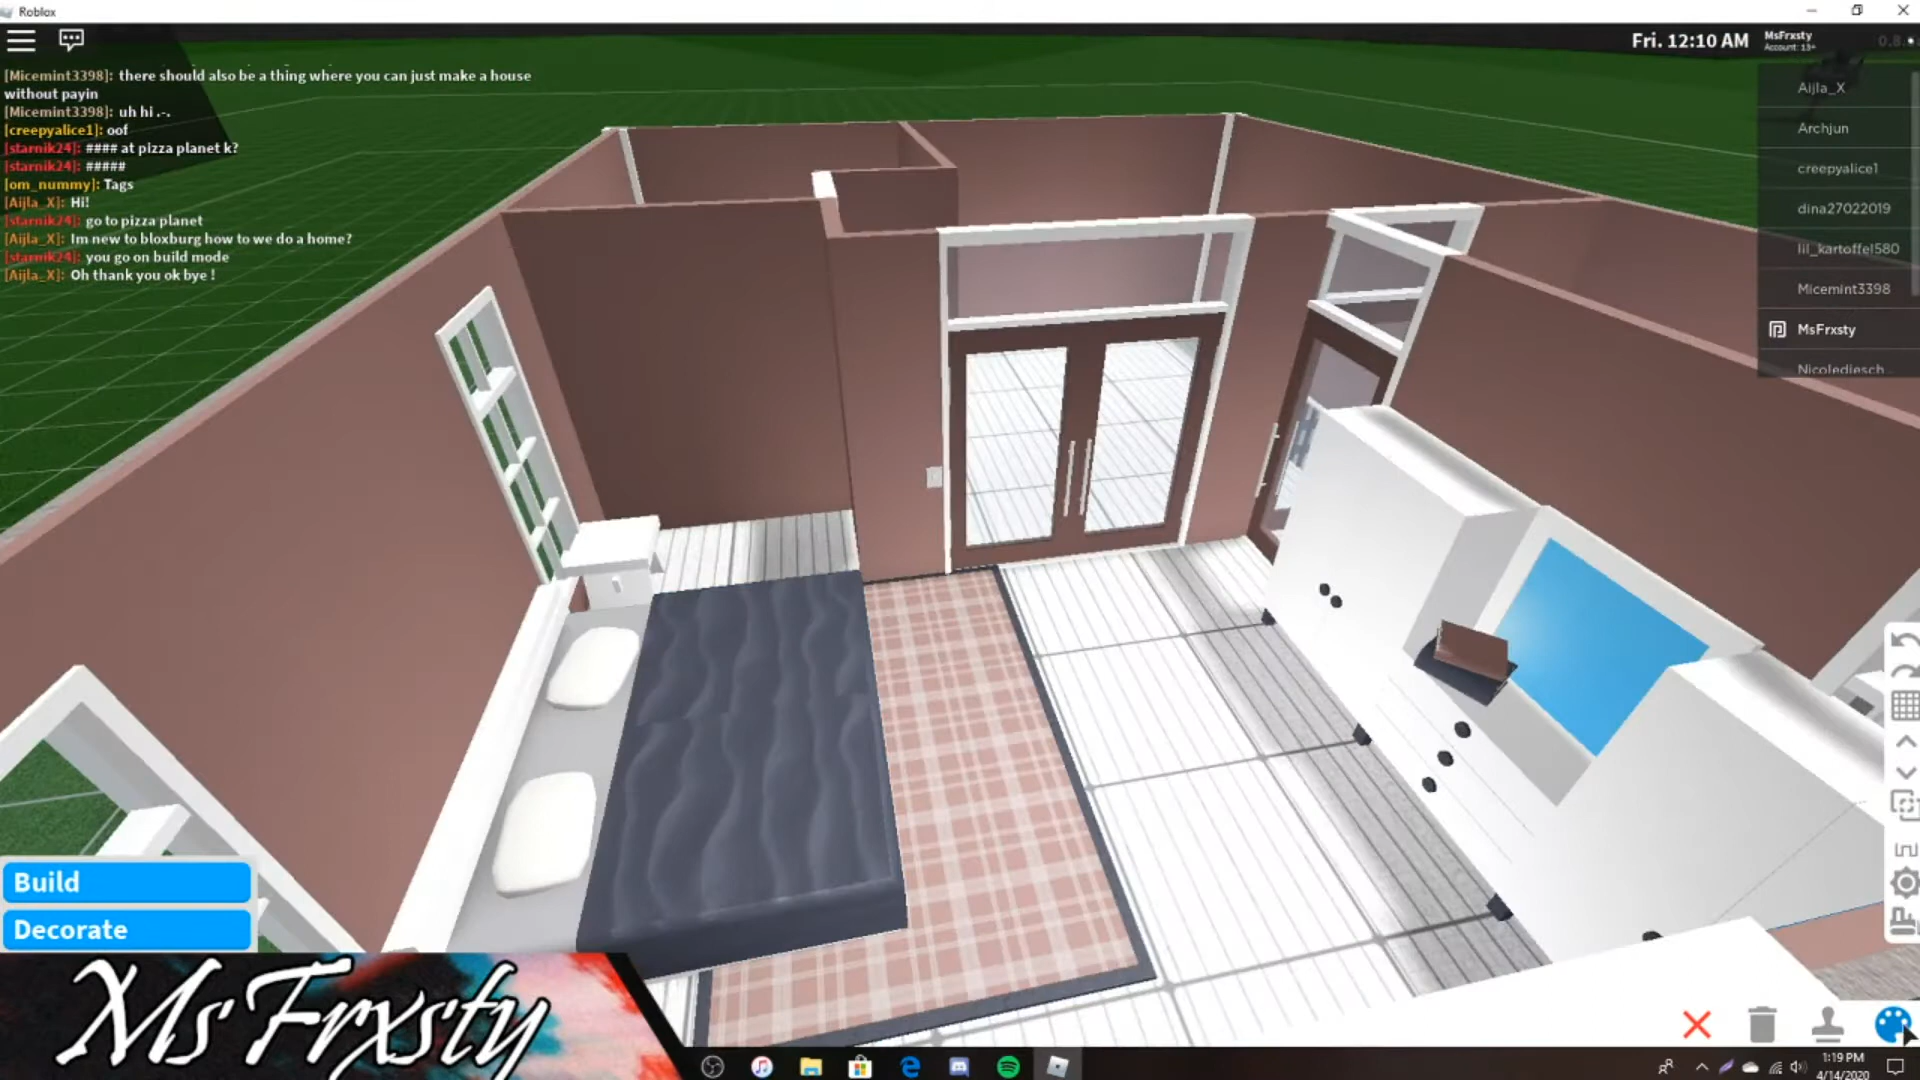 Roblox
Fri. 12:10 AM
MsFrxsty
Account: 13+
[Micemint3398]: there should also be a thing where you can just make a house
without payin
[Micemint3398]: uh hi .-.
[creepyalice1]: oof
[starnik24]: #### at pizza planet k?
[starnik24]: #####
[om_nummy]: Tags
[Aijla_X]: Hi!
[starnik24]: go to pizza planet
[Aijla_X]: Im new to bloxburg how to we do a home?
[starnik24]: you go on build mode
[Aijla_X]: Oh thank you ok bye !
Aijla_X
Archjun
creepyalice1
dina27022019
lil_kartoffel580
Micemint3398
MsFrxsty
Build
Decorate
Ms Frxsty
1:19 PM
4/14/2020